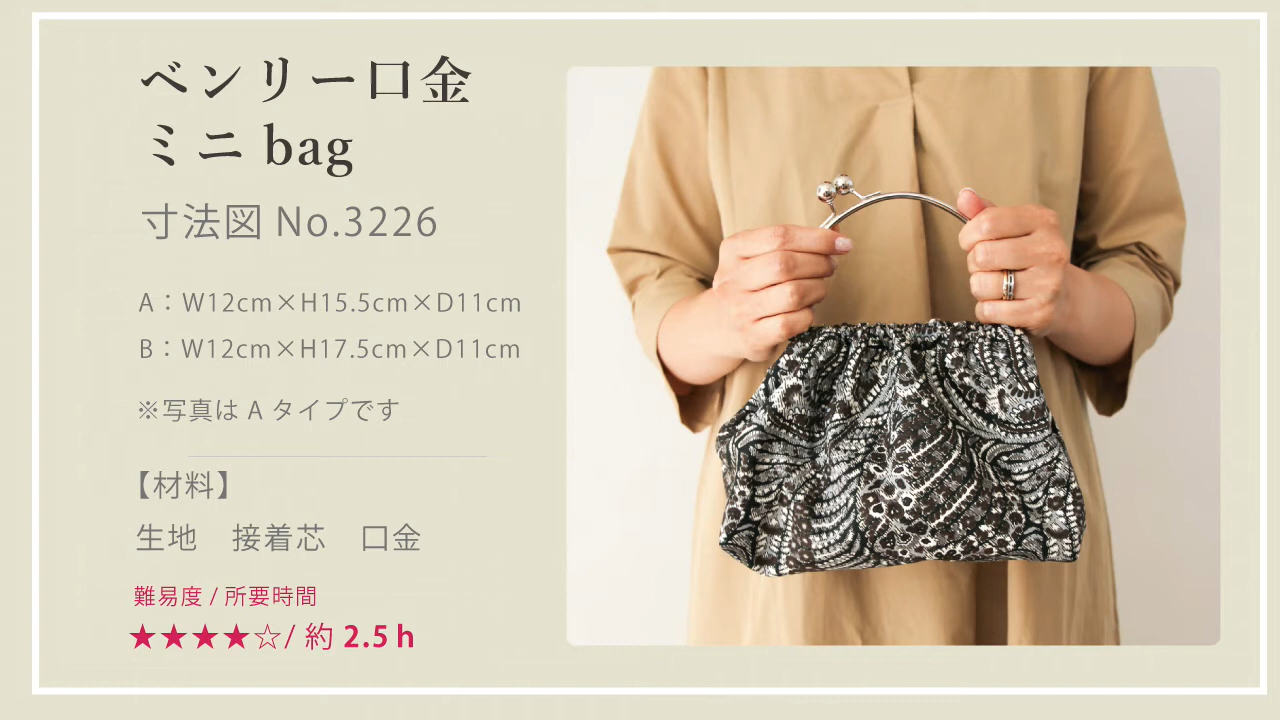 ベンリー口金
ミニ bag
寸法図 No.3226
A：W12cm×H15.5cm×D11cm
B：W12cm×H17.5cm×D11cm
※写真は A タイプです
【材料】
生地　接着芯　口金
難易度 / 所要時間
★★★★☆/ 約 2.5 h